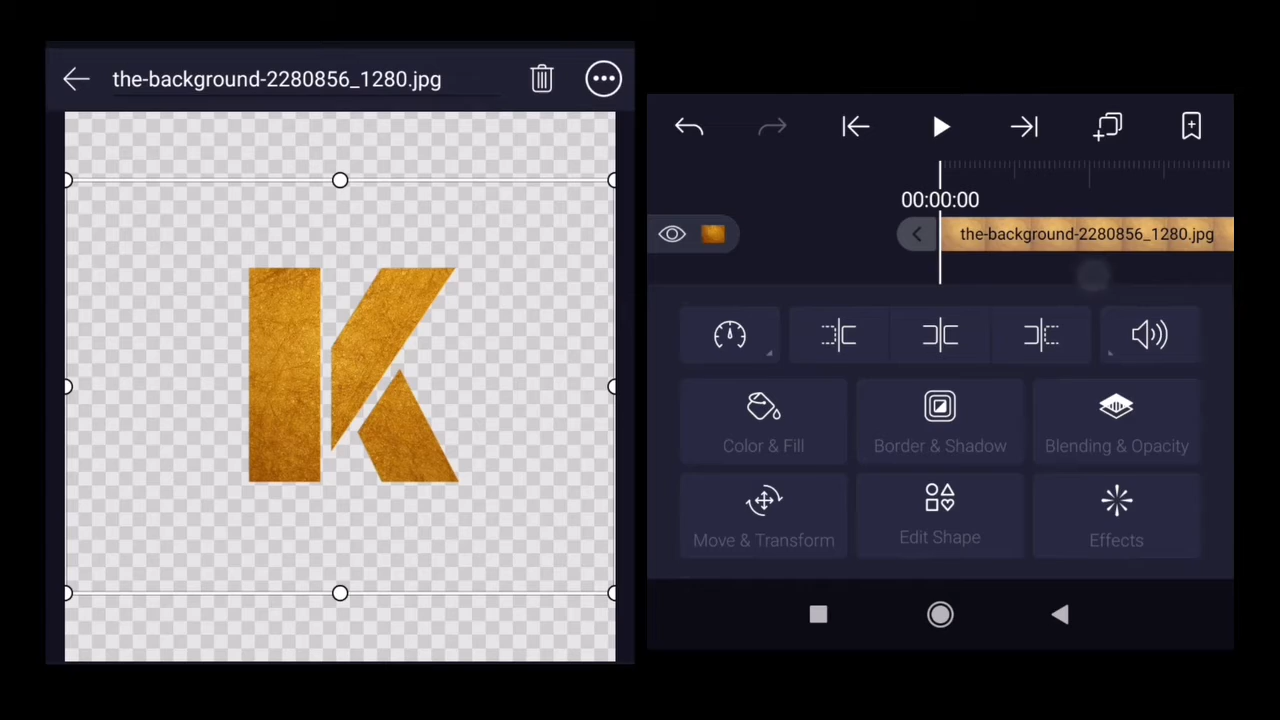 the-background-2280856_1280.jpg
K
00:00:00
the-background-2280856_1280.jpg
Color & Fill
Border & Shadow
Blending & Opacity
Move & Transform
Edit Shape
Effects